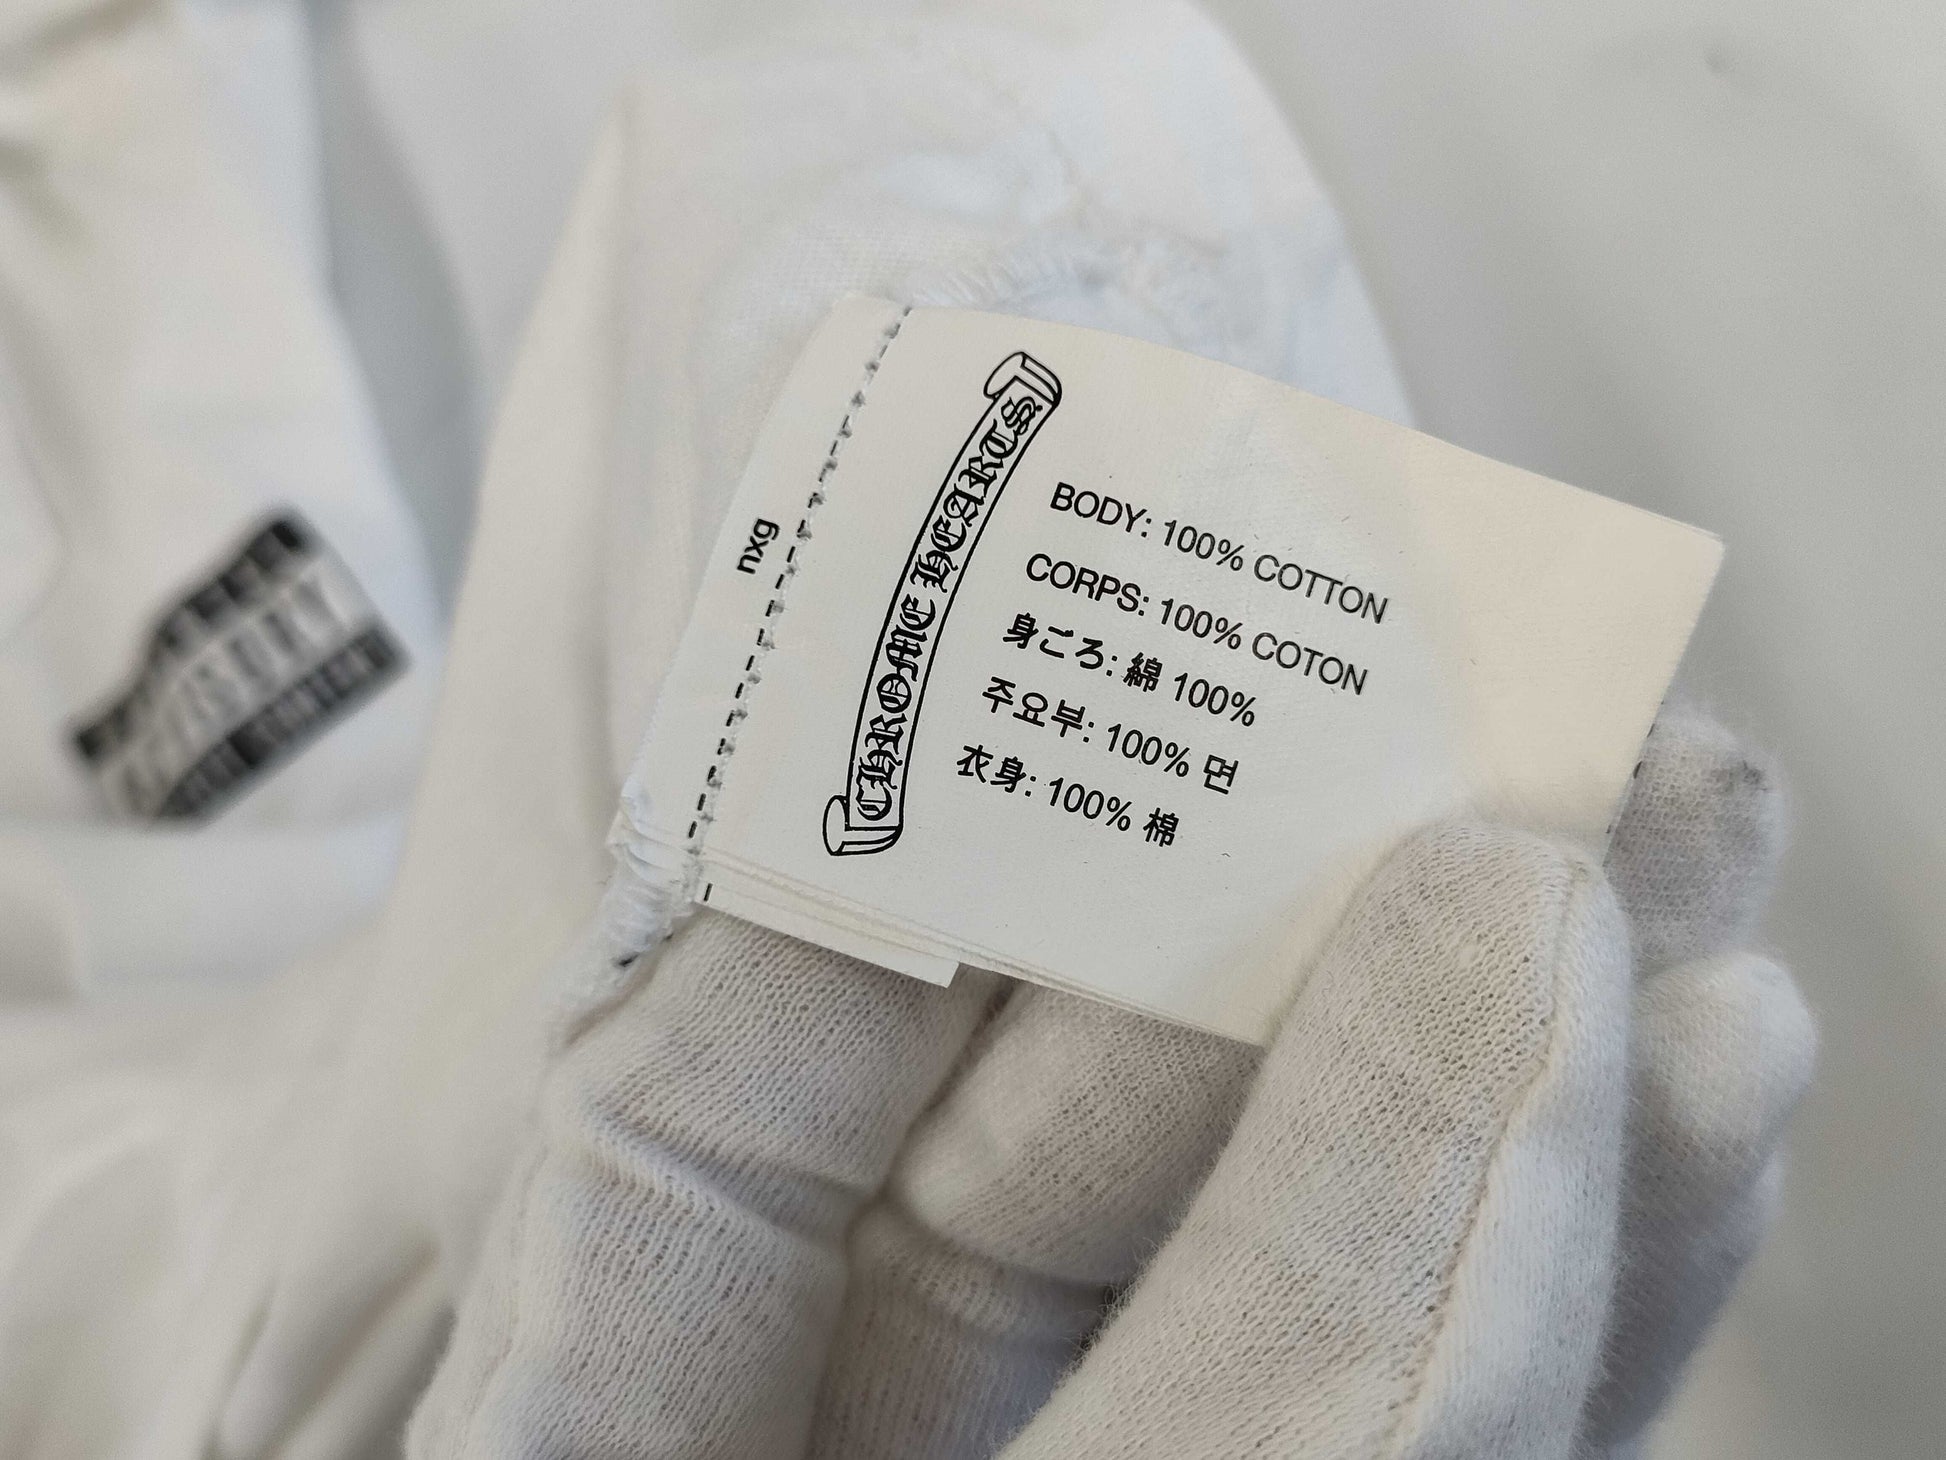 nxg
CHROME HEARTS
BODY: 100% COTTON
CORPS: 100% COTON
身ごろ: 綿 100%
주요부: 100% 면
衣身: 100% 棉